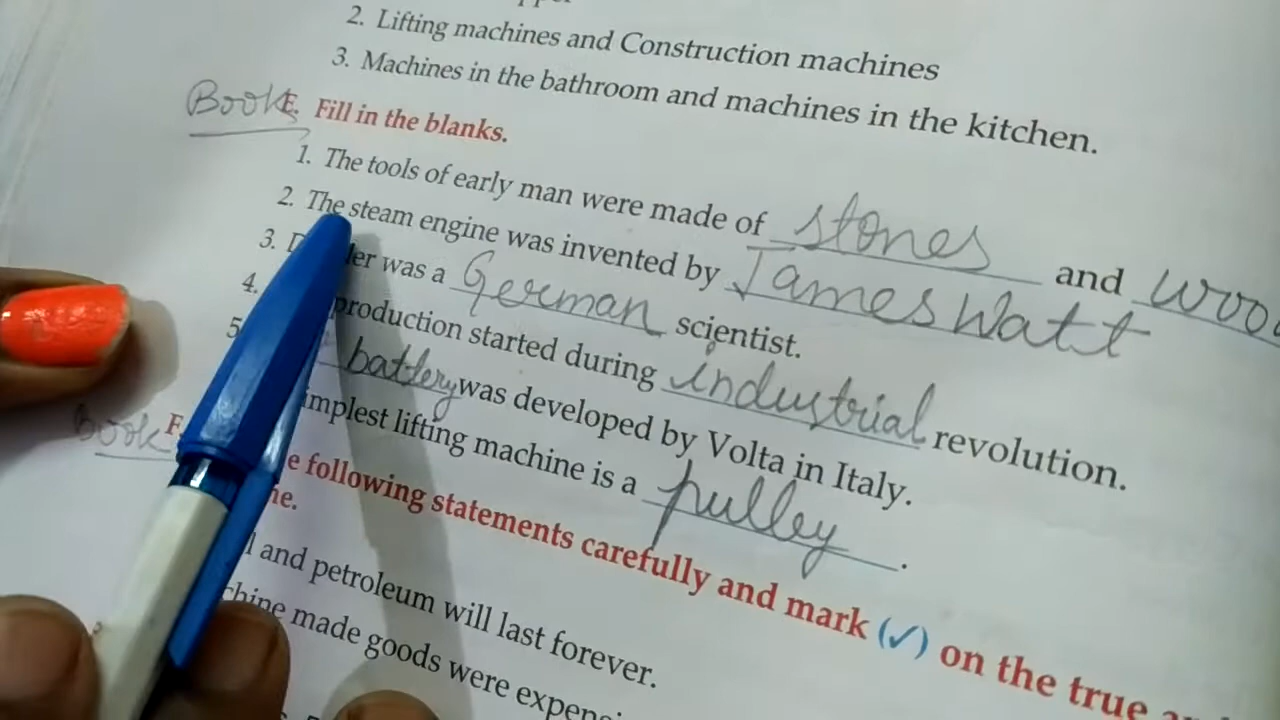 2. Lifting machines and Construction machines
3. Machines in the bathroom and machines in the kitchen.
Book E. Fill in the blanks.
1. The tools of early man were made of stones and
2. The steam engine was invented by James Watt
3. was a German scientist.
4. production started during industrial revolution.
5. battery was developed by Volta in Italy.
lifting machine is a pulley.
Book F. following statements carefully and mark (✓) on the true
and petroleum will last forever.
made goods were